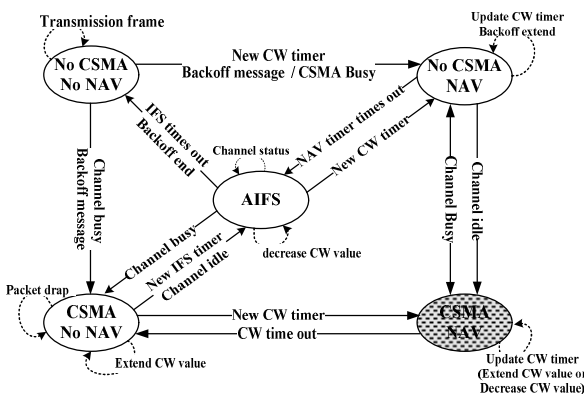 Transmission frame
No CSMA
No NAV
New CW timer
Backoff message / CSMA Busy
Update CW timer
Backoff extend
No CSMA
NAV
IFS times out
Backoff end
NAV timer times out
New CW timer
Channel status
AIFS
decrease CW value
Channel busy
Backoff message
Channel Busy
Channel idle
Channel busy
New IFS timer
Channel idle
Packet drap
CSMA
No NAV
Extend CW value
New CW timer
CW time out
CSMA
NAV
Update CW timer
(Extend CW value or
Decrease CW value)